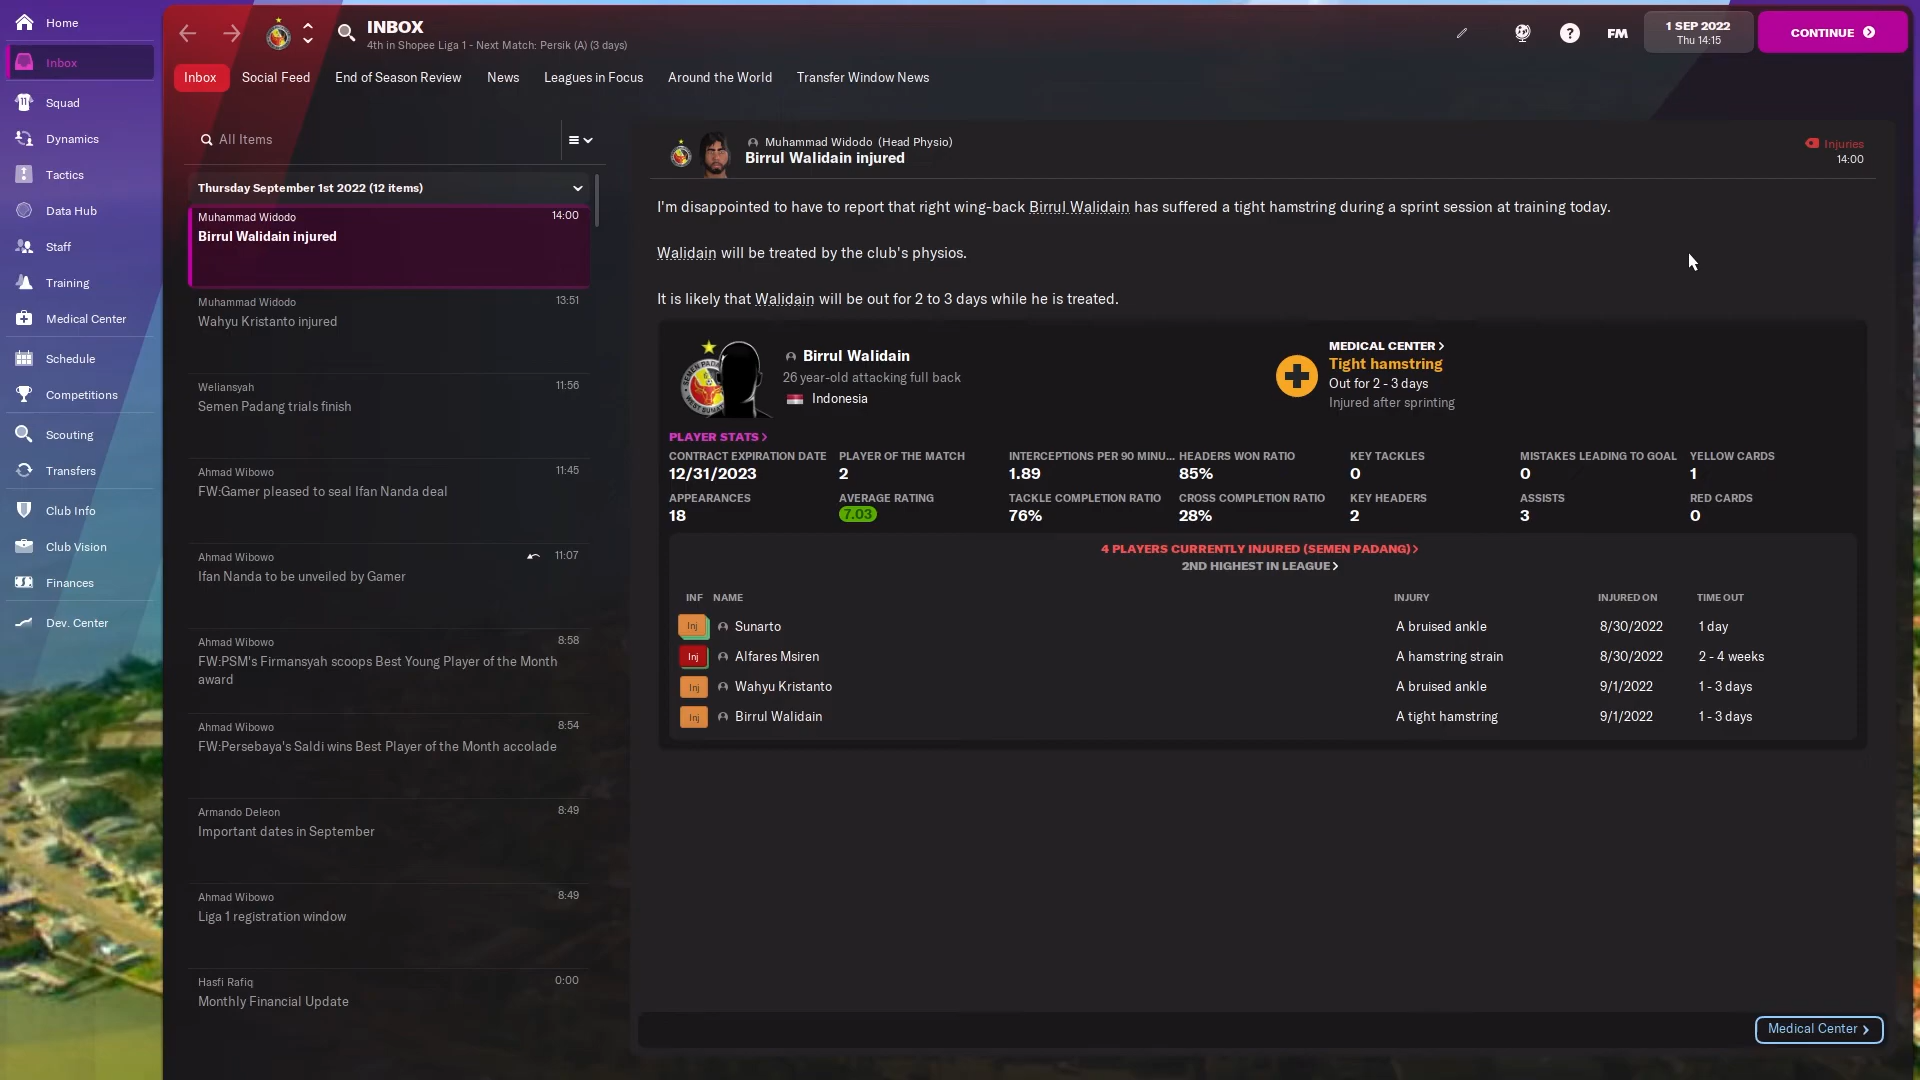 Home
Inbox
Squad
Dynamics
Tactics
Data Hub
Staff
Training
Medical Center
Schedule
Competitions
Scouting
Transfers
Club Info
Club Vision
Finances
Dev. Center
INBOX
4th in Shopee Liga 1 - Next Match: Persik (A) (3 days)
?
FM
1 SEP 2022
Thu 14:15
CONTINUE
Inbox Social Feed End of Season Review News Leagues in Focus Around the World Transfer Window News
All Items
Thursday September 1st 2022 (12 items)
Muhammad Widodo 14:00
Birrul Walidain injured
Muhammad Widodo 13:51
Wahyu Kristanto injured
Weliansyah 11:56
Semen Padang trials finish
Ahmad Wibowo 11:45
FW:Gamer pleased to seal Ifan Nanda deal
Ahmad Wibowo 11:07
Ifan Nanda to be unveiled by Gamer
Ahmad Wibowo 8:58
FW:PSM's Firmansyah scoops Best Young Player of the Month
award
Ahmad Wibowo 8:54
FW:Persebaya's Saldi wins Best Player of the Month accolade
Armando Deleon 8:49
Important dates in September
Ahmad Wibowo 8:49
Liga 1 registration window
Hasfi Rafiq 0:00
Monthly Financial Update
Muhammad Widodo (Head Physio)
Birrul Walidain injured
Injuries
14:00
I'm disappointed to have to report that right wing-back Birrul Walidain has suffered a tight hamstring during a sprint session at training today.
Walidain will be treated by the club's physios.
It is likely that Walidain will be out for 2 to 3 days while he is treated.
Birrul Walidain
26 year-old attacking full back
Indonesia
MEDICAL CENTER >
Tight hamstring
Out for 2 - 3 days
Injured after sprinting
PLAYER STATS >
CONTRACT EXPIRATION DATE PLAYER OF THE MATCH INTERCEPTIONS PER 90 MINU... HEADERS WON RATIO KEY TACKLES MISTAKES LEADING TO GOAL YELLOW CARDS
12/31/2023 2 1.89 85% 0 0 1
APPEARANCES AVERAGE RATING TACKLE COMPLETION RATIO CROSS COMPLETION RATIO KEY HEADERS ASSISTS RED CARDS
18 7.03 76% 28% 2 3 0
4 PLAYERS CURRENTLY INJURED (SEMEN PADANG) >
2ND HIGHEST IN LEAGUE >
INF NAME INJURY INJURED ON TIME OUT
Inj Sunarto A bruised ankle 8/30/2022 1 day
Inj Alfares Msiren A hamstring strain 8/30/2022 2 - 4 weeks
Inj Wahyu Kristanto A bruised ankle 9/1/2022 1 - 3 days
Inj Birrul Walidain A tight hamstring 9/1/2022 1 - 3 days
Medical Center >